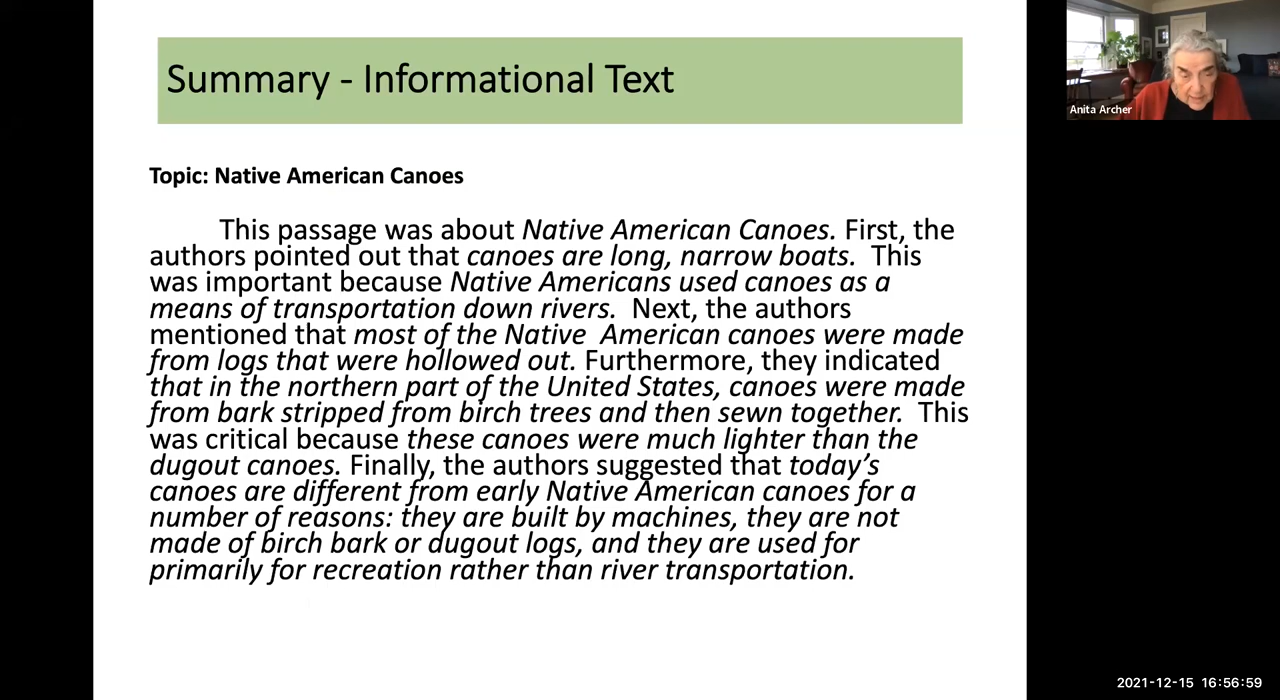 Summary - Informational Text
Anita Archer
Topic: Native American Canoes
This passage was about Native American Canoes. First, the
authors pointed out that canoes are long, narrow boats. This
was important because Native Americans used canoes as a
means of transportation down rivers. Next, the authors
mentioned that most of the Native American canoes were made
from logs that were hollowed out. Furthermore, they indicated
that in the northern part of the United States, canoes were made
from bark stripped from birch trees and then sewn together. This
was critical because these canoes were much lighter than the
dugout canoes. Finally, the authors suggested that today's
canoes are different from early Native American canoes for a
number of reasons: they are built by machines, they are not
made of birch bark or dugout logs, and they are used for
primarily for recreation rather than river transportation.
2021-12-15 16:56:59